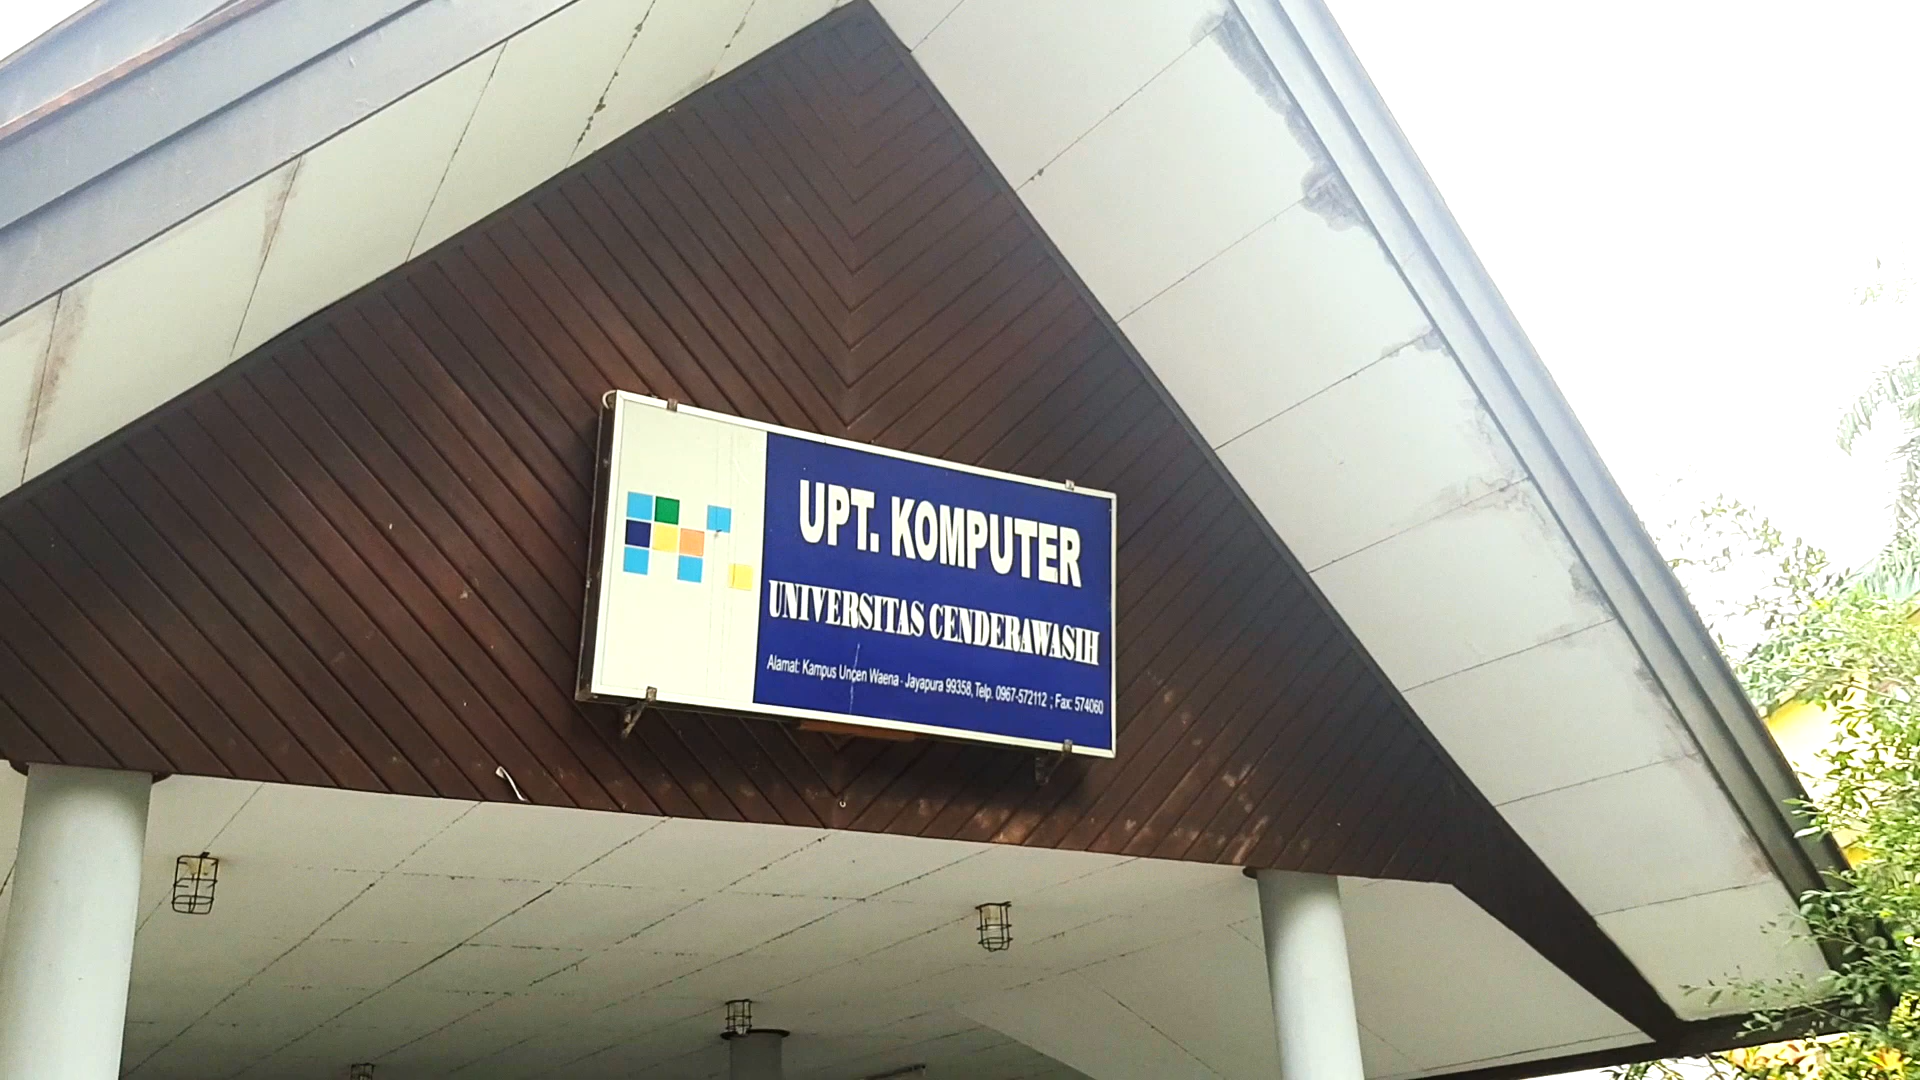 UPT. KOMPUTER
UNIVERSITAS CENDERAWASIH
Alamat: Kampus Uncen Waena - Jayapura 99358, Telp. 0967-572112 ; Fax: 574060